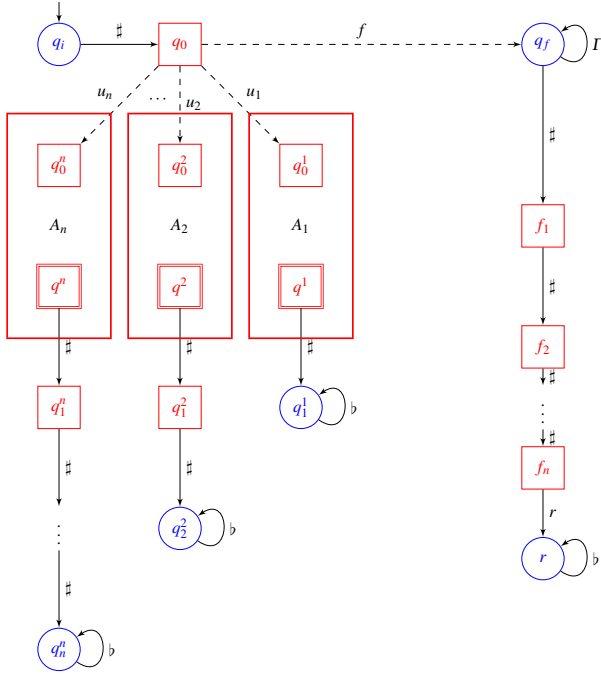 q_i ♯ q_0 f q_f Γ
u_n ... u_2 u_1
♯
q_0^n q_0^2 q_0^1
A_n A_2 A_1 f_1
♯
q^n q^2 q^1
♯ ♯ ♯ f_2
♯
q_1^n q_1^2 q_1^1 ♭ ⋮
♯
♯ ♯ f_n
r
⋮ q_2^2 ♭ r ♭
♯
q_n^n ♭